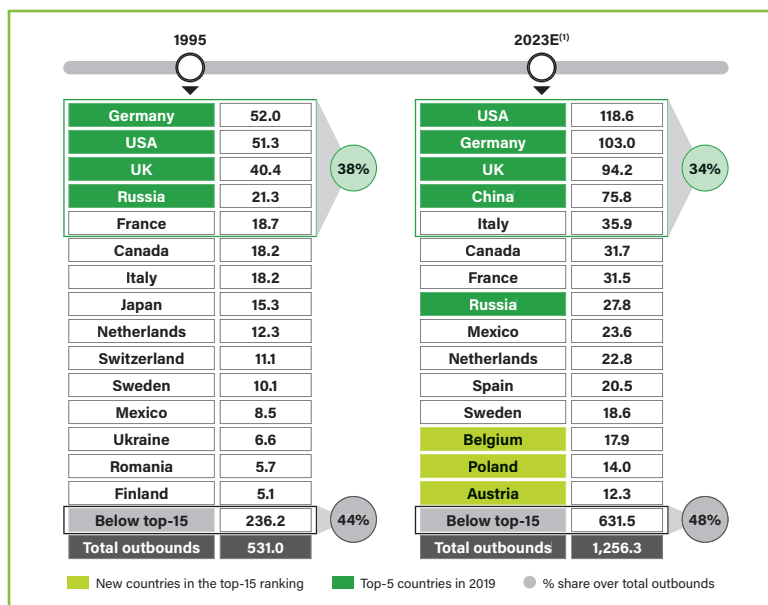 1995 2023E(1)
Germany 52.0 USA 118.6
USA 51.3 Germany 103.0
UK 40.4 38% UK 94.2 34%
Russia 21.3 China 75.8
France 18.7 Italy 35.9
Canada 18.2 Canada 31.7
Italy 18.2 France 31.5
Japan 15.3 Russia 27.8
Netherlands 12.3 Mexico 23.6
Switzerland 11.1 Netherlands 22.8
Sweden 10.1 Spain 20.5
Mexico 8.5 Sweden 18.6
Ukraine 6.6 Belgium 17.9
Romania 5.7 Poland 14.0
Finland 5.1 Austria 12.3
Below top-15 236.2 44% Below top-15 631.5 48%
Total outbounds 531.0 Total outbounds 1,256.3
New countries in the top-15 ranking Top-5 countries in 2019 % share over total outbounds